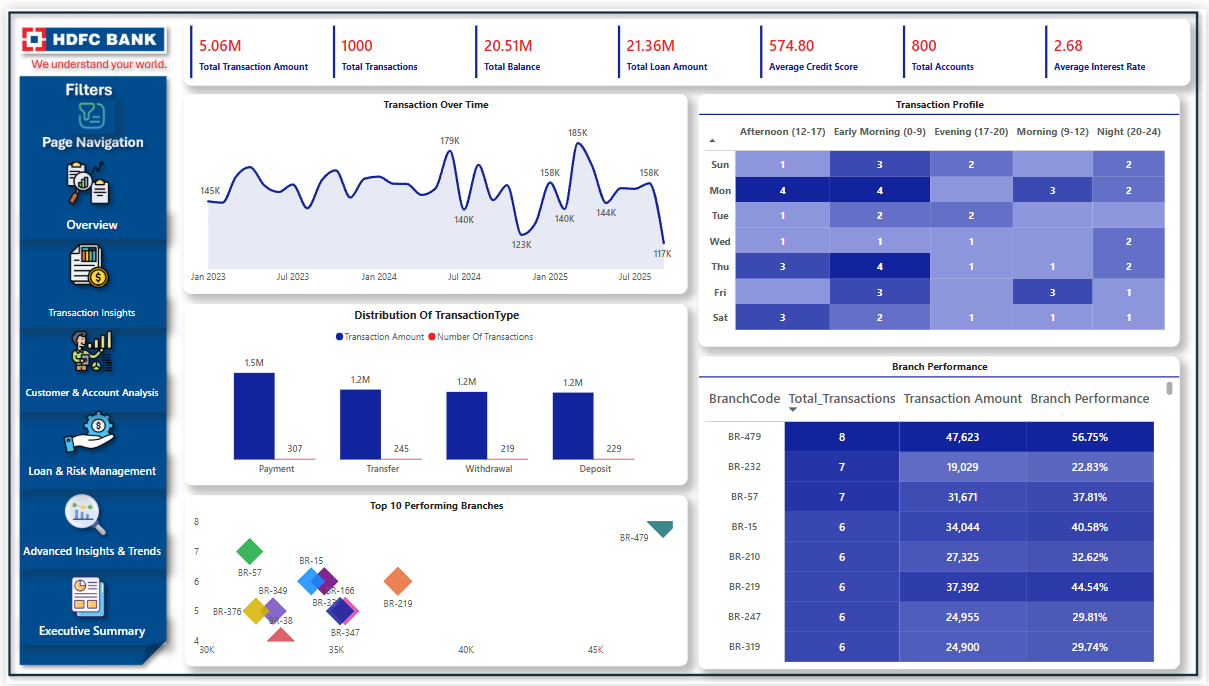 HDFC BANK
We understand your world.
Filters
Page Navigation
Overview
Transaction Insights
Customer & Account Analysis
Loan & Risk Management
Advanced Insights & Trends
Executive Summary
5.06M
Total Transaction Amount
1000
Total Transactions
20.51M
Total Balance
21.36M
Total Loan Amount
574.80
Average Credit Score
800
Total Accounts
2.68
Average Interest Rate
Transaction Over Time
185K
179K
158K 158K
145K
140K 140K 144K
123K
117K
Jan 2023 Jul 2023 Jan 2024 Jul 2024 Jan 2025 Jul 2025
Distribution Of TransactionType
Transaction Amount Number Of Transactions
1.5M 1.2M 1.2M 1.2M
307 245 219 229
Payment Transfer Withdrawal Deposit
Top 10 Performing Branches
8
7
6
5
4
BR-479
BR-57
BR-15
BR-349
BR-166
BR-219
BR-376
BR-38
BR-347
30K 35K 40K 45K
Transaction Profile
Afternoon (12-17) Early Morning (0-9) Evening (17-20) Morning (9-12) Night (20-24)
Sun 1 3 2 2
Mon 4 4 3 2
Tue 1 2 2
Wed 1 1 1 2
Thu 3 4 1 1 2
Fri 3 3 1
Sat 3 2 1 1 1
Branch Performance
BranchCode Total_Transactions Transaction Amount Branch Performance
BR-479 8 47,623 56.75%
BR-232 7 19,029 22.83%
BR-57 7 31,671 37.81%
BR-15 6 34,044 40.58%
BR-210 6 27,325 32.62%
BR-219 6 37,392 44.54%
BR-247 6 24,955 29.81%
BR-319 6 24,900 29.74%